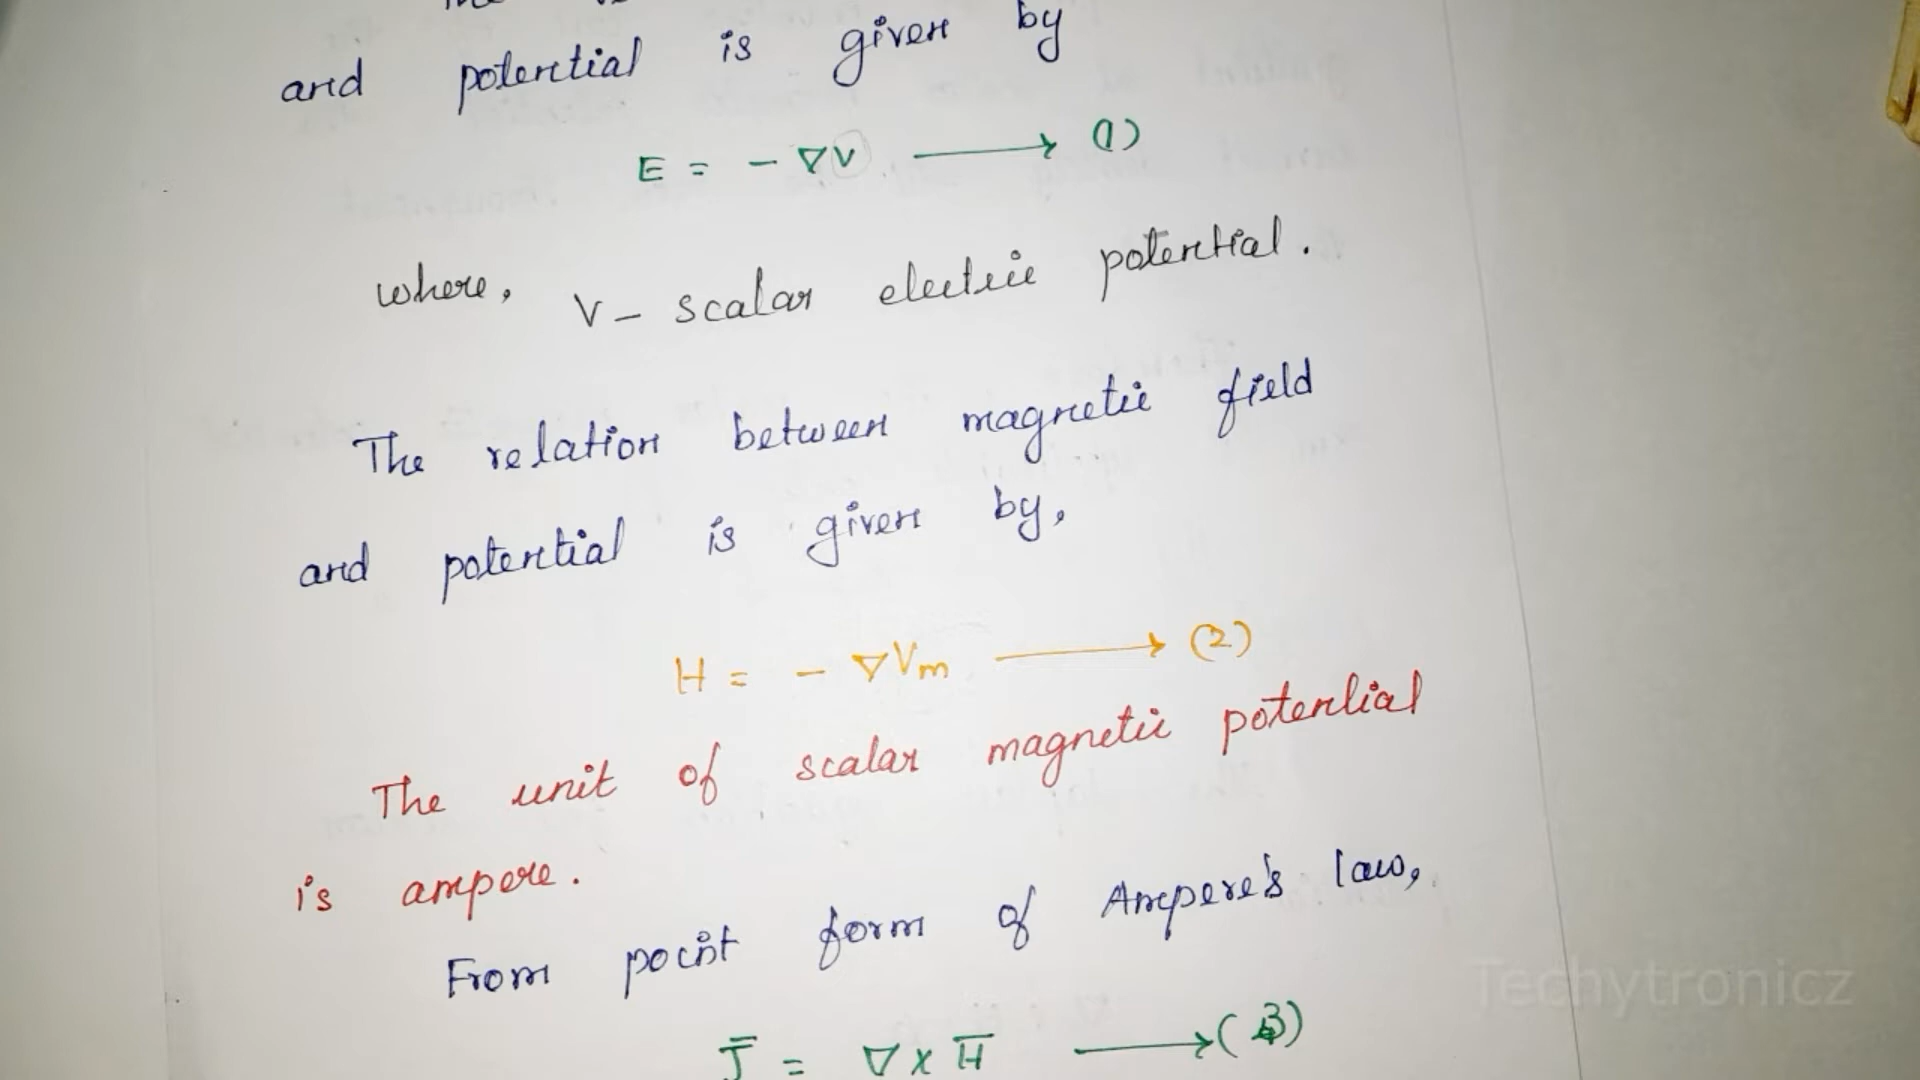 and potential is given by
E = - ∇V ⟶ (1)
where, V - scalar electric potential.
The relation between magnetic field
and potential is given by,
H = - ∇Vm ⟶ (2)
The unit of scalar magnetic potential
is ampere.
From point form of Ampere's law,
J̅ = ∇ × H̅ ⟶ (3)
Techytronicz